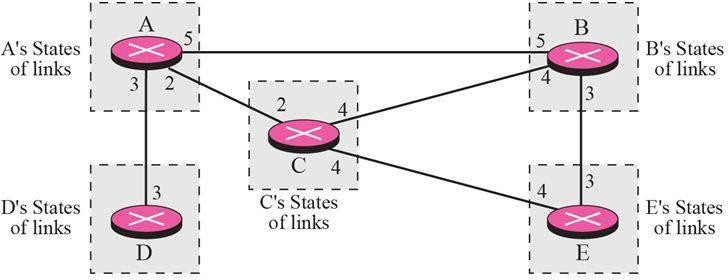 A
B
A's States
of links
5
5
B's States
of links
3
2
4
3
2
4
C
4
C's States
of links
D's States
of links
3
D
4
3
E
E's States
of links